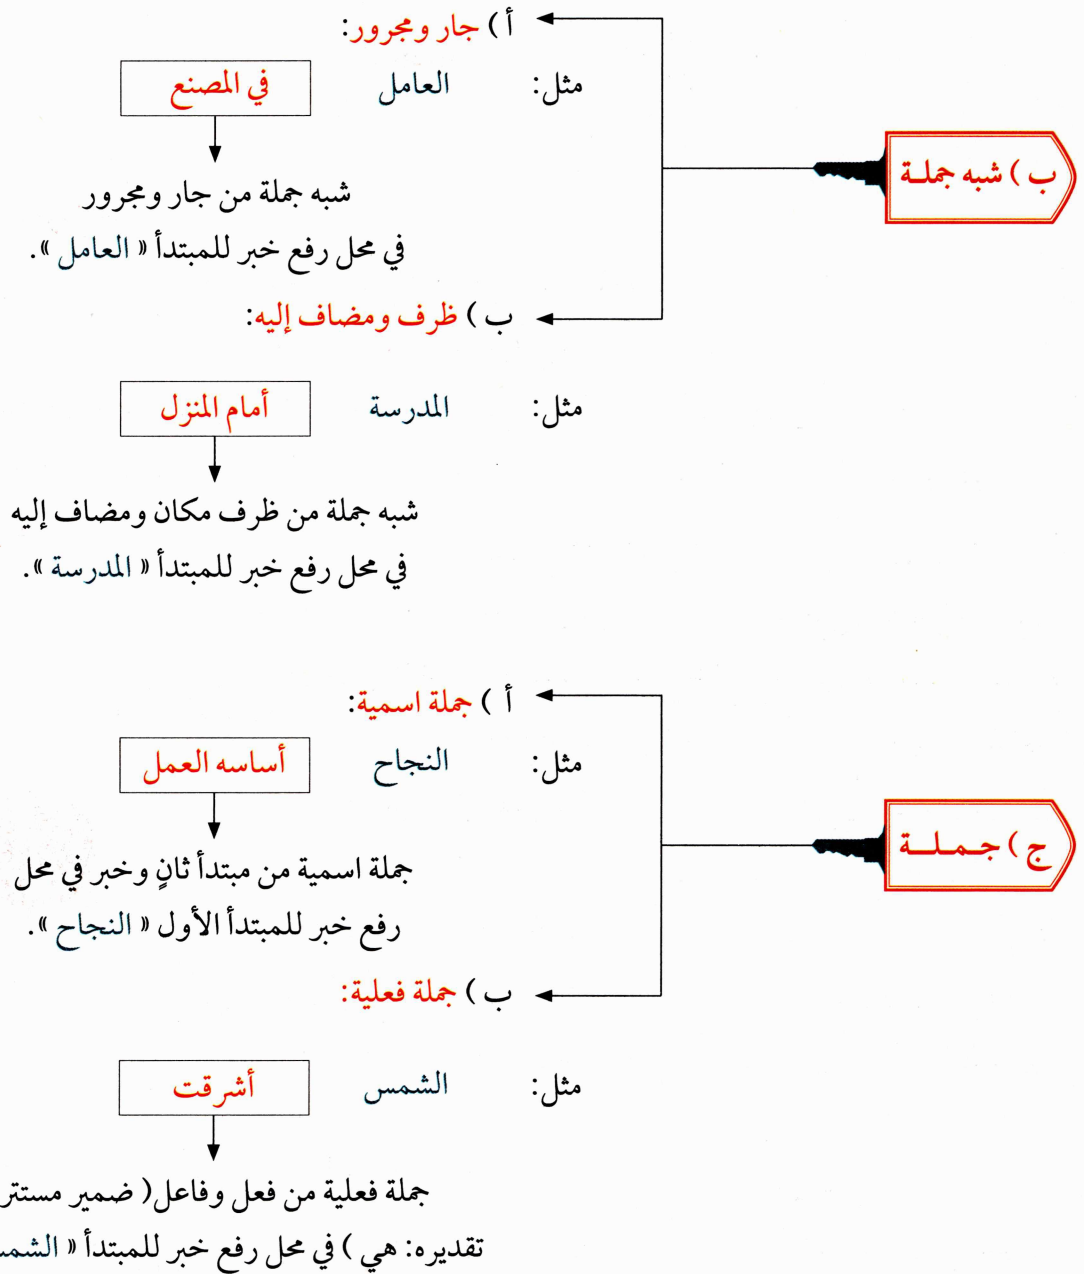 ب ) شبه جملة
أ ) جار ومجرور:
مثل: العامل في المصنع
شبه جملة من جار ومجرور
في محل رفع خبر للمبتدأ « العامل ».
ب ) ظرف ومضاف إليه:
مثل: المدرسة أمام المنزل
شبه جملة من ظرف مكان ومضاف إليه
في محل رفع خبر للمبتدأ « المدرسة ».
ج ) جملة
أ ) جملة اسمية:
مثل: النجاح أساسه العمل
جملة اسمية من مبتدأ ثانٍ وخبر في محل
رفع خبر للمبتدأ الأول « النجاح ».
ب ) جملة فعلية:
مثل: الشمس أشرقت
جملة فعلية من فعل وفاعل ( ضمير مستتر
تقديره: هي ) في محل رفع خبر للمبتدأ «